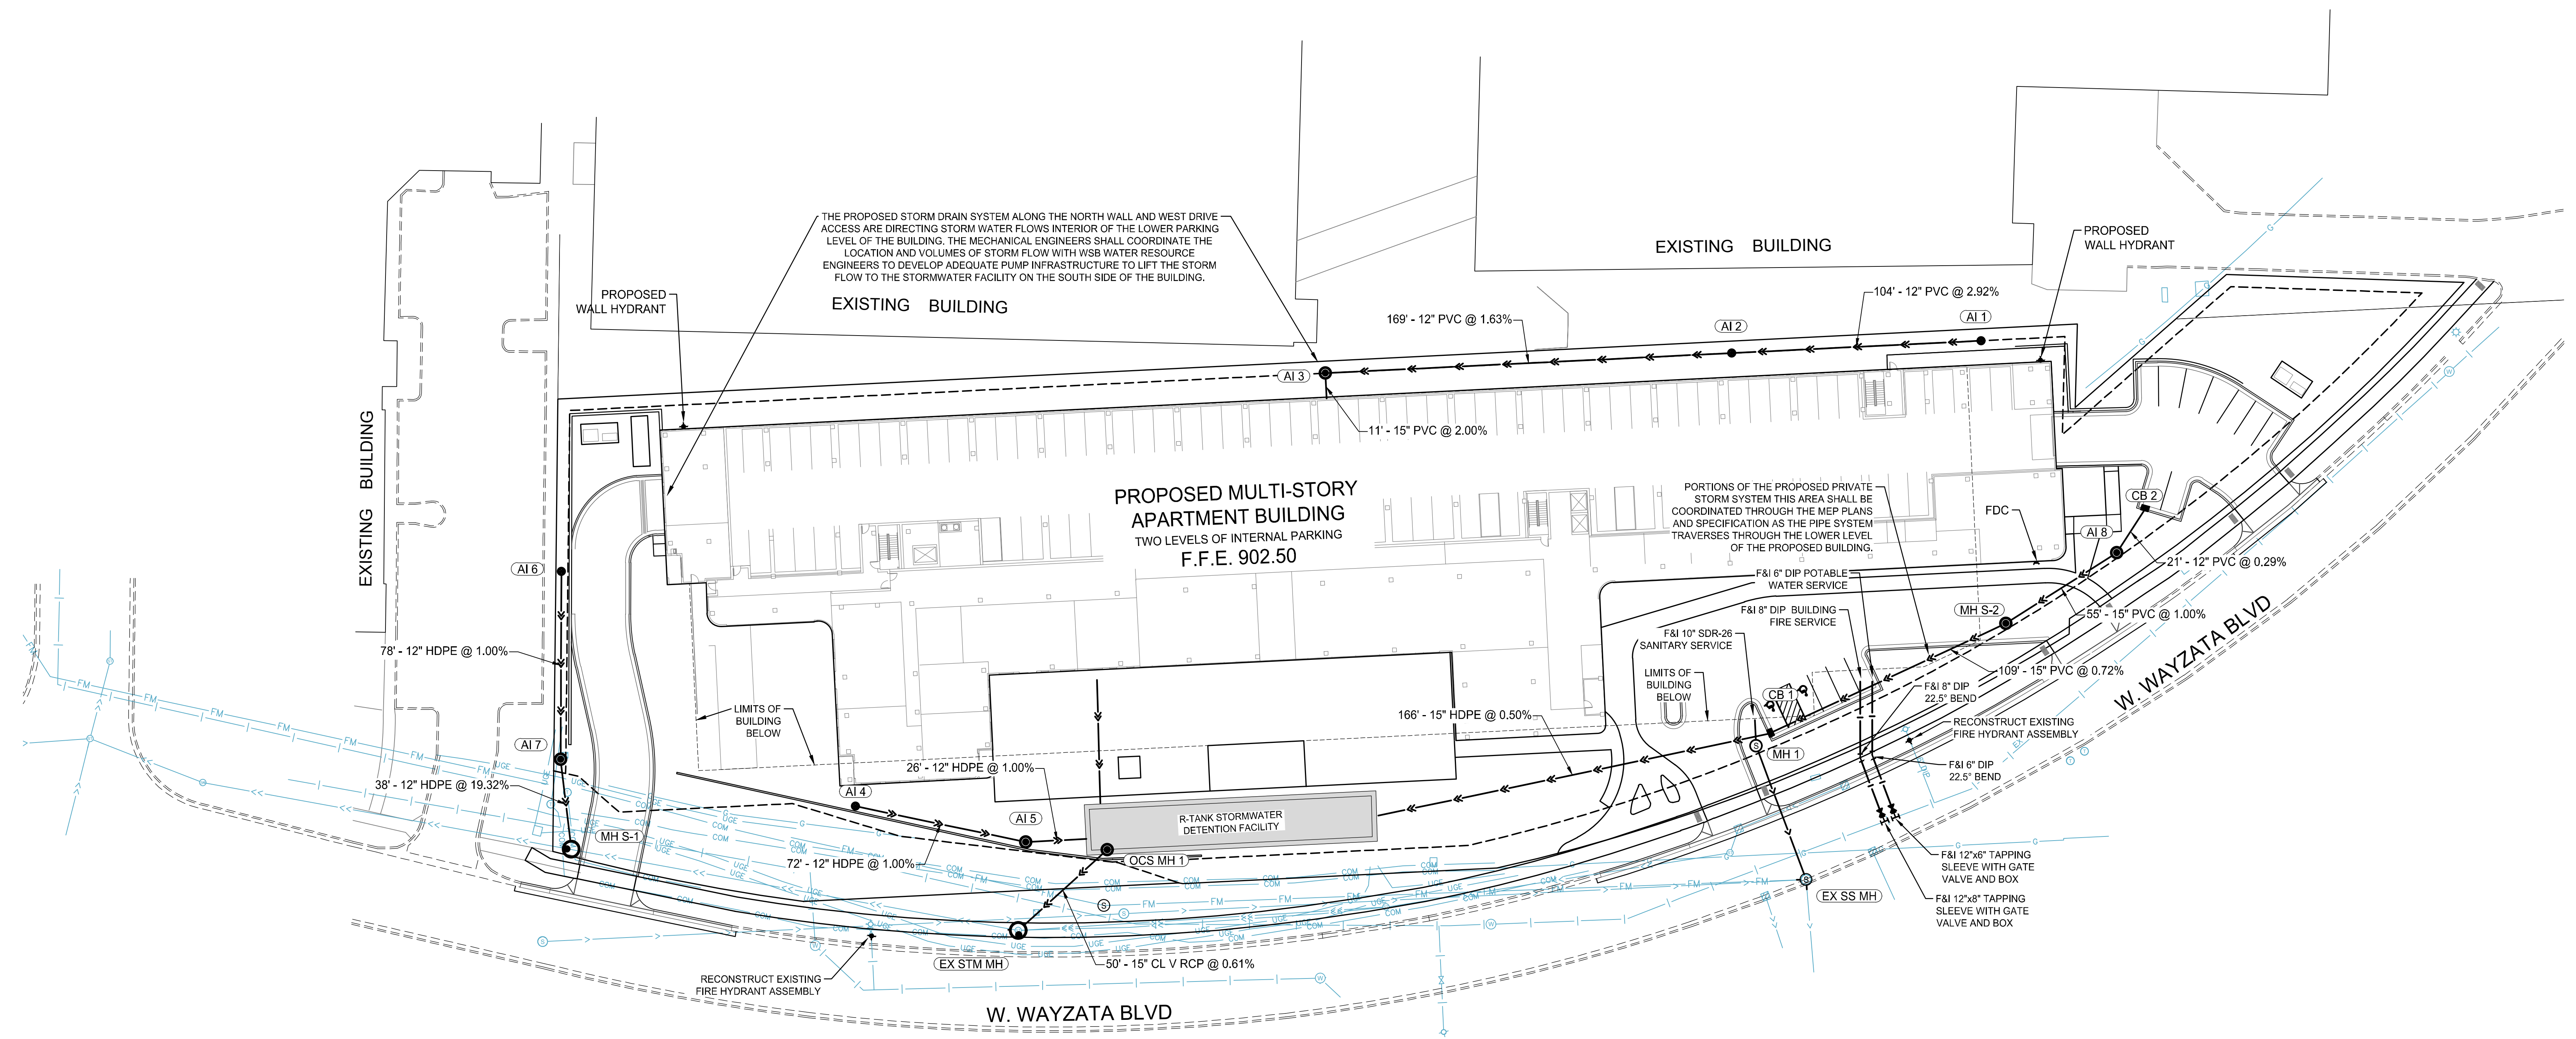 THE PROPOSED STORM DRAIN SYSTEM ALONG THE NORTH WALL AND WEST DRIVE
ACCESS ARE DIRECTING STORM WATER FLOWS INTERIOR OF THE LOWER PARKING
LEVEL OF THE BUILDING. THE MECHANICAL ENGINEERS SHALL COORDINATE THE
LOCATION AND VOLUMES OF STORM FLOW WITH WSB WATER RESOURCE
ENGINEERS TO DEVELOP ADEQUATE PUMP INFRASTRUCTURE TO LIFT THE STORM
FLOW TO THE STORMWATER FACILITY ON THE SOUTH SIDE OF THE BUILDING.
EXISTING BUILDING
EXISTING BUILDING
PROPOSED
WALL HYDRANT
PROPOSED
WALL HYDRANT
104' - 12" PVC @ 2.92%
169' - 12" PVC @ 1.63%
AI 1
AI 2
AI 3
11' - 15" PVC @ 2.00%
EXISTING BUILDING
PROPOSED MULTI-STORY
APARTMENT BUILDING
TWO LEVELS OF INTERNAL PARKING
F.F.E. 902.50
PORTIONS OF THE PROPOSED PRIVATE
STORM SYSTEM THIS AREA SHALL BE
COORDINATED THROUGH THE MEP PLANS
AND SPECIFICATION AS THE PIPE SYSTEM
TRAVERSES THROUGH THE LOWER LEVEL
OF THE PROPOSED BUILDING.
FDC
CB 2
AI 8
21' - 12" PVC @ 0.29%
F&I 6" DIP POTABLE
WATER SERVICE
F&I 8" DIP BUILDING
FIRE SERVICE
F&I 10" SDR-26
SANITARY SERVICE
MH S-2
55' - 15" PVC @ 1.00%
W. WAYZATA BLVD
AI 6
78' - 12" HDPE @ 1.00%
LIMITS OF
BUILDING
BELOW
CB 1
109' - 15" PVC @ 0.72%
F&I 8" DIP
22.5° BEND
RECONSTRUCT EXISTING
FIRE HYDRANT ASSEMBLY
F&I 6" DIP
22.5° BEND
LIMITS OF
BUILDING
BELOW
166' - 15" HDPE @ 0.50%
MH 1
AI 7
38' - 12" HDPE @ 19.32%
26' - 12" HDPE @ 1.00%
AI 4
AI 5
R-TANK STORMWATER
DETENTION FACILITY
MH S-1
72' - 12" HDPE @ 1.00%
OCS MH 1
F&I 12"x6" TAPPING
SLEEVE WITH GATE
VALVE AND BOX
EX SS MH
F&I 12"x8" TAPPING
SLEEVE WITH GATE
VALVE AND BOX
EX STM MH
50' - 15" CL V RCP @ 0.61%
RECONSTRUCT EXISTING
FIRE HYDRANT ASSEMBLY
W. WAYZATA BLVD
FM
FM
FM
FM
FM
FM
UGE
UGE
UGE
COM
COM
COM
G
G
G